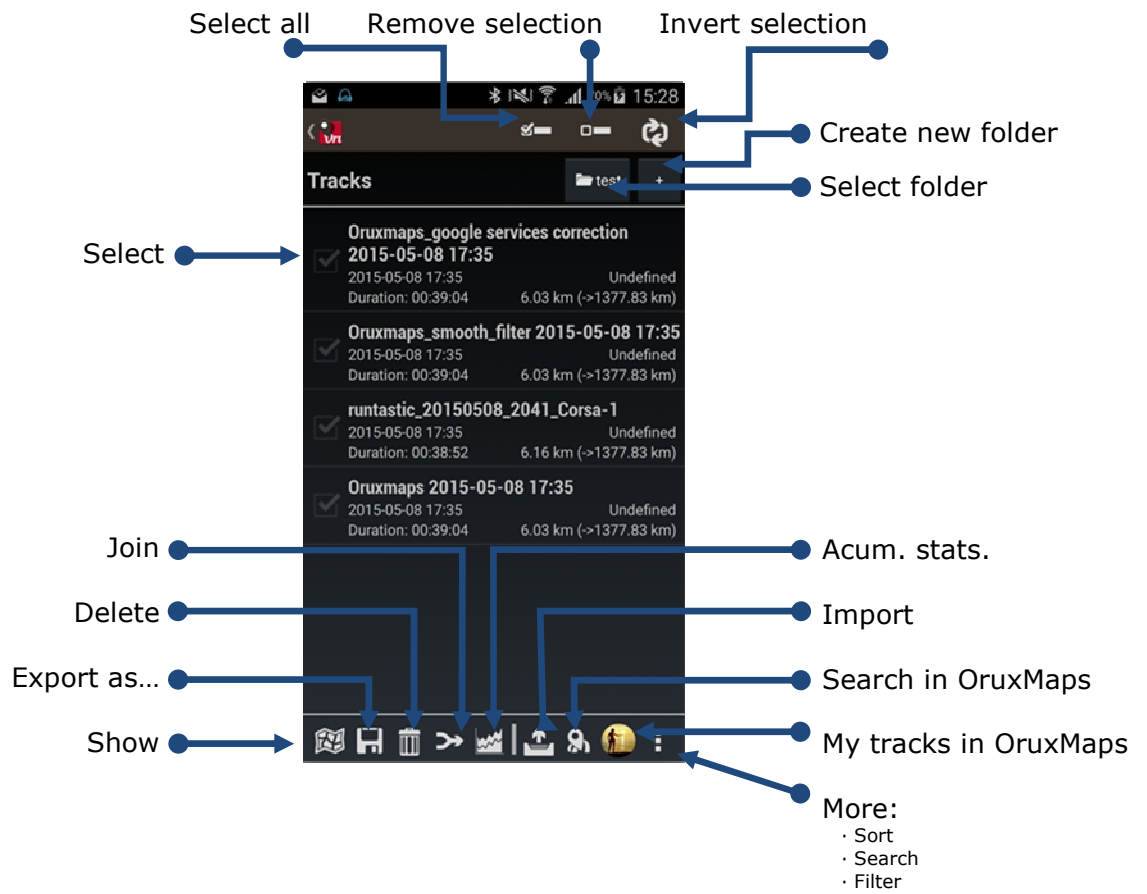 Select all Remove selection Invert selection
15:28
Create new folder
Tracks test +
Select folder
Select
Oruxmaps_google services correction
2015-05-08 17:35
2015-05-08 17:35 Undefined
Duration: 00:39:04 6.03 km (->1377.83 km)
Oruxmaps_smooth_filter 2015-05-08 17:35
2015-05-08 17:35 Undefined
Duration: 00:39:04 6.03 km (->1377.83 km)
runtastic_20150508_2041_Corsa-1
2015-05-08 17:35 Undefined
Duration: 00:38:52 6.16 km (->1377.83 km)
Oruxmaps 2015-05-08 17:35
2015-05-08 17:35 Undefined
Duration: 00:39:04 6.03 km (->1377.83 km)
Join Acum. stats.
Delete Import
Export as… Search in OruxMaps
Show My tracks in OruxMaps
More:
· Sort
· Search
· Filter